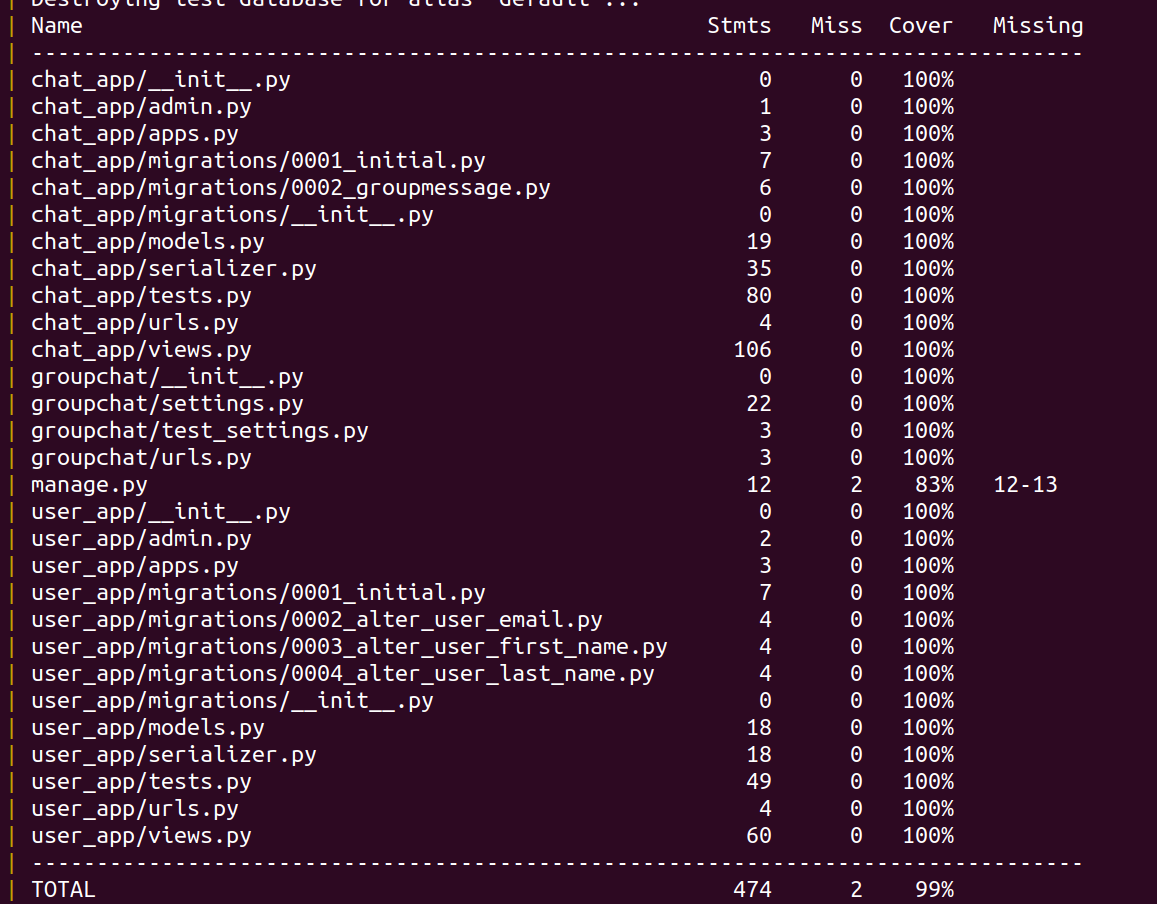 | Destroying test database for alias 'default'...
| Name Stmts Miss Cover Missing
| ---------------------------------------------------------------------------------
| chat_app/__init__.py 0 0 100%
| chat_app/admin.py 1 0 100%
| chat_app/apps.py 3 0 100%
| chat_app/migrations/0001_initial.py 7 0 100%
| chat_app/migrations/0002_groupmessage.py 6 0 100%
| chat_app/migrations/__init__.py 0 0 100%
| chat_app/models.py 19 0 100%
| chat_app/serializer.py 35 0 100%
| chat_app/tests.py 80 0 100%
| chat_app/urls.py 4 0 100%
| chat_app/views.py 106 0 100%
| groupchat/__init__.py 0 0 100%
| groupchat/settings.py 22 0 100%
| groupchat/test_settings.py 3 0 100%
| groupchat/urls.py 3 0 100%
| manage.py 12 2 83% 12-13
| user_app/__init__.py 0 0 100%
| user_app/admin.py 2 0 100%
| user_app/apps.py 3 0 100%
| user_app/migrations/0001_initial.py 7 0 100%
| user_app/migrations/0002_alter_user_email.py 4 0 100%
| user_app/migrations/0003_alter_user_first_name.py 4 0 100%
| user_app/migrations/0004_alter_user_last_name.py 4 0 100%
| user_app/migrations/__init__.py 0 0 100%
| user_app/models.py 18 0 100%
| user_app/serializer.py 18 0 100%
| user_app/tests.py 49 0 100%
| user_app/urls.py 4 0 100%
| user_app/views.py 60 0 100%
| ---------------------------------------------------------------------------------
| TOTAL 474 2 99%